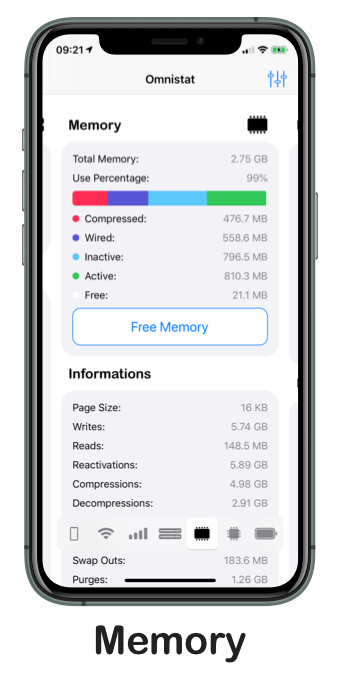 09:21
Omnistat
Memory
Total Memory: 2.75 GB
Use Percentage: 99%
Compressed: 476.7 MB
Wired: 558.6 MB
Inactive: 796.5 MB
Active: 810.3 MB
Free: 21.1 MB
Free Memory
Informations
Page Size: 16 KB
Writes: 5.74 GB
Reads: 148.5 MB
Reactivations: 5.89 GB
Compressions: 4.98 GB
Decompressions: 2.91 GB
Swap Outs: 183.6 MB
Purges: 1.26 GB
Memory